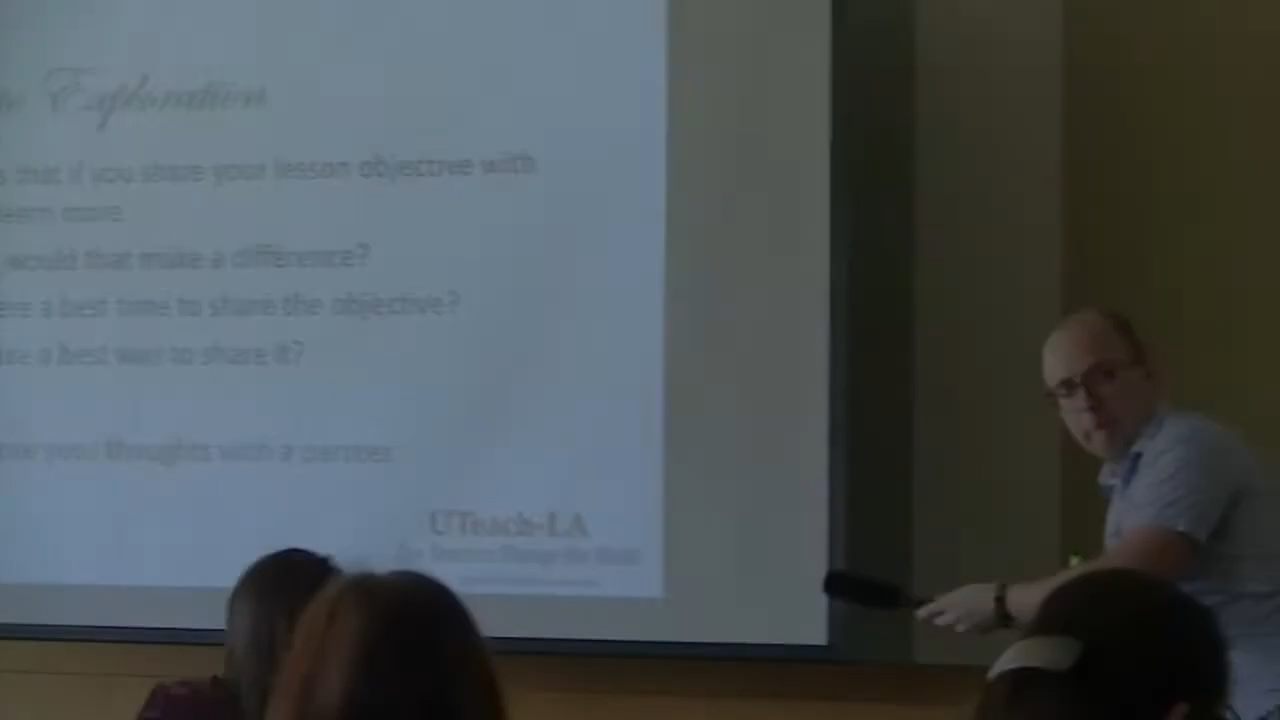 Exploration
that if you share your lesson objective with
learn more
would that make a difference?
a best time to share the objective?
a best way to share it?
your thoughts with a partner
UTeach-LA